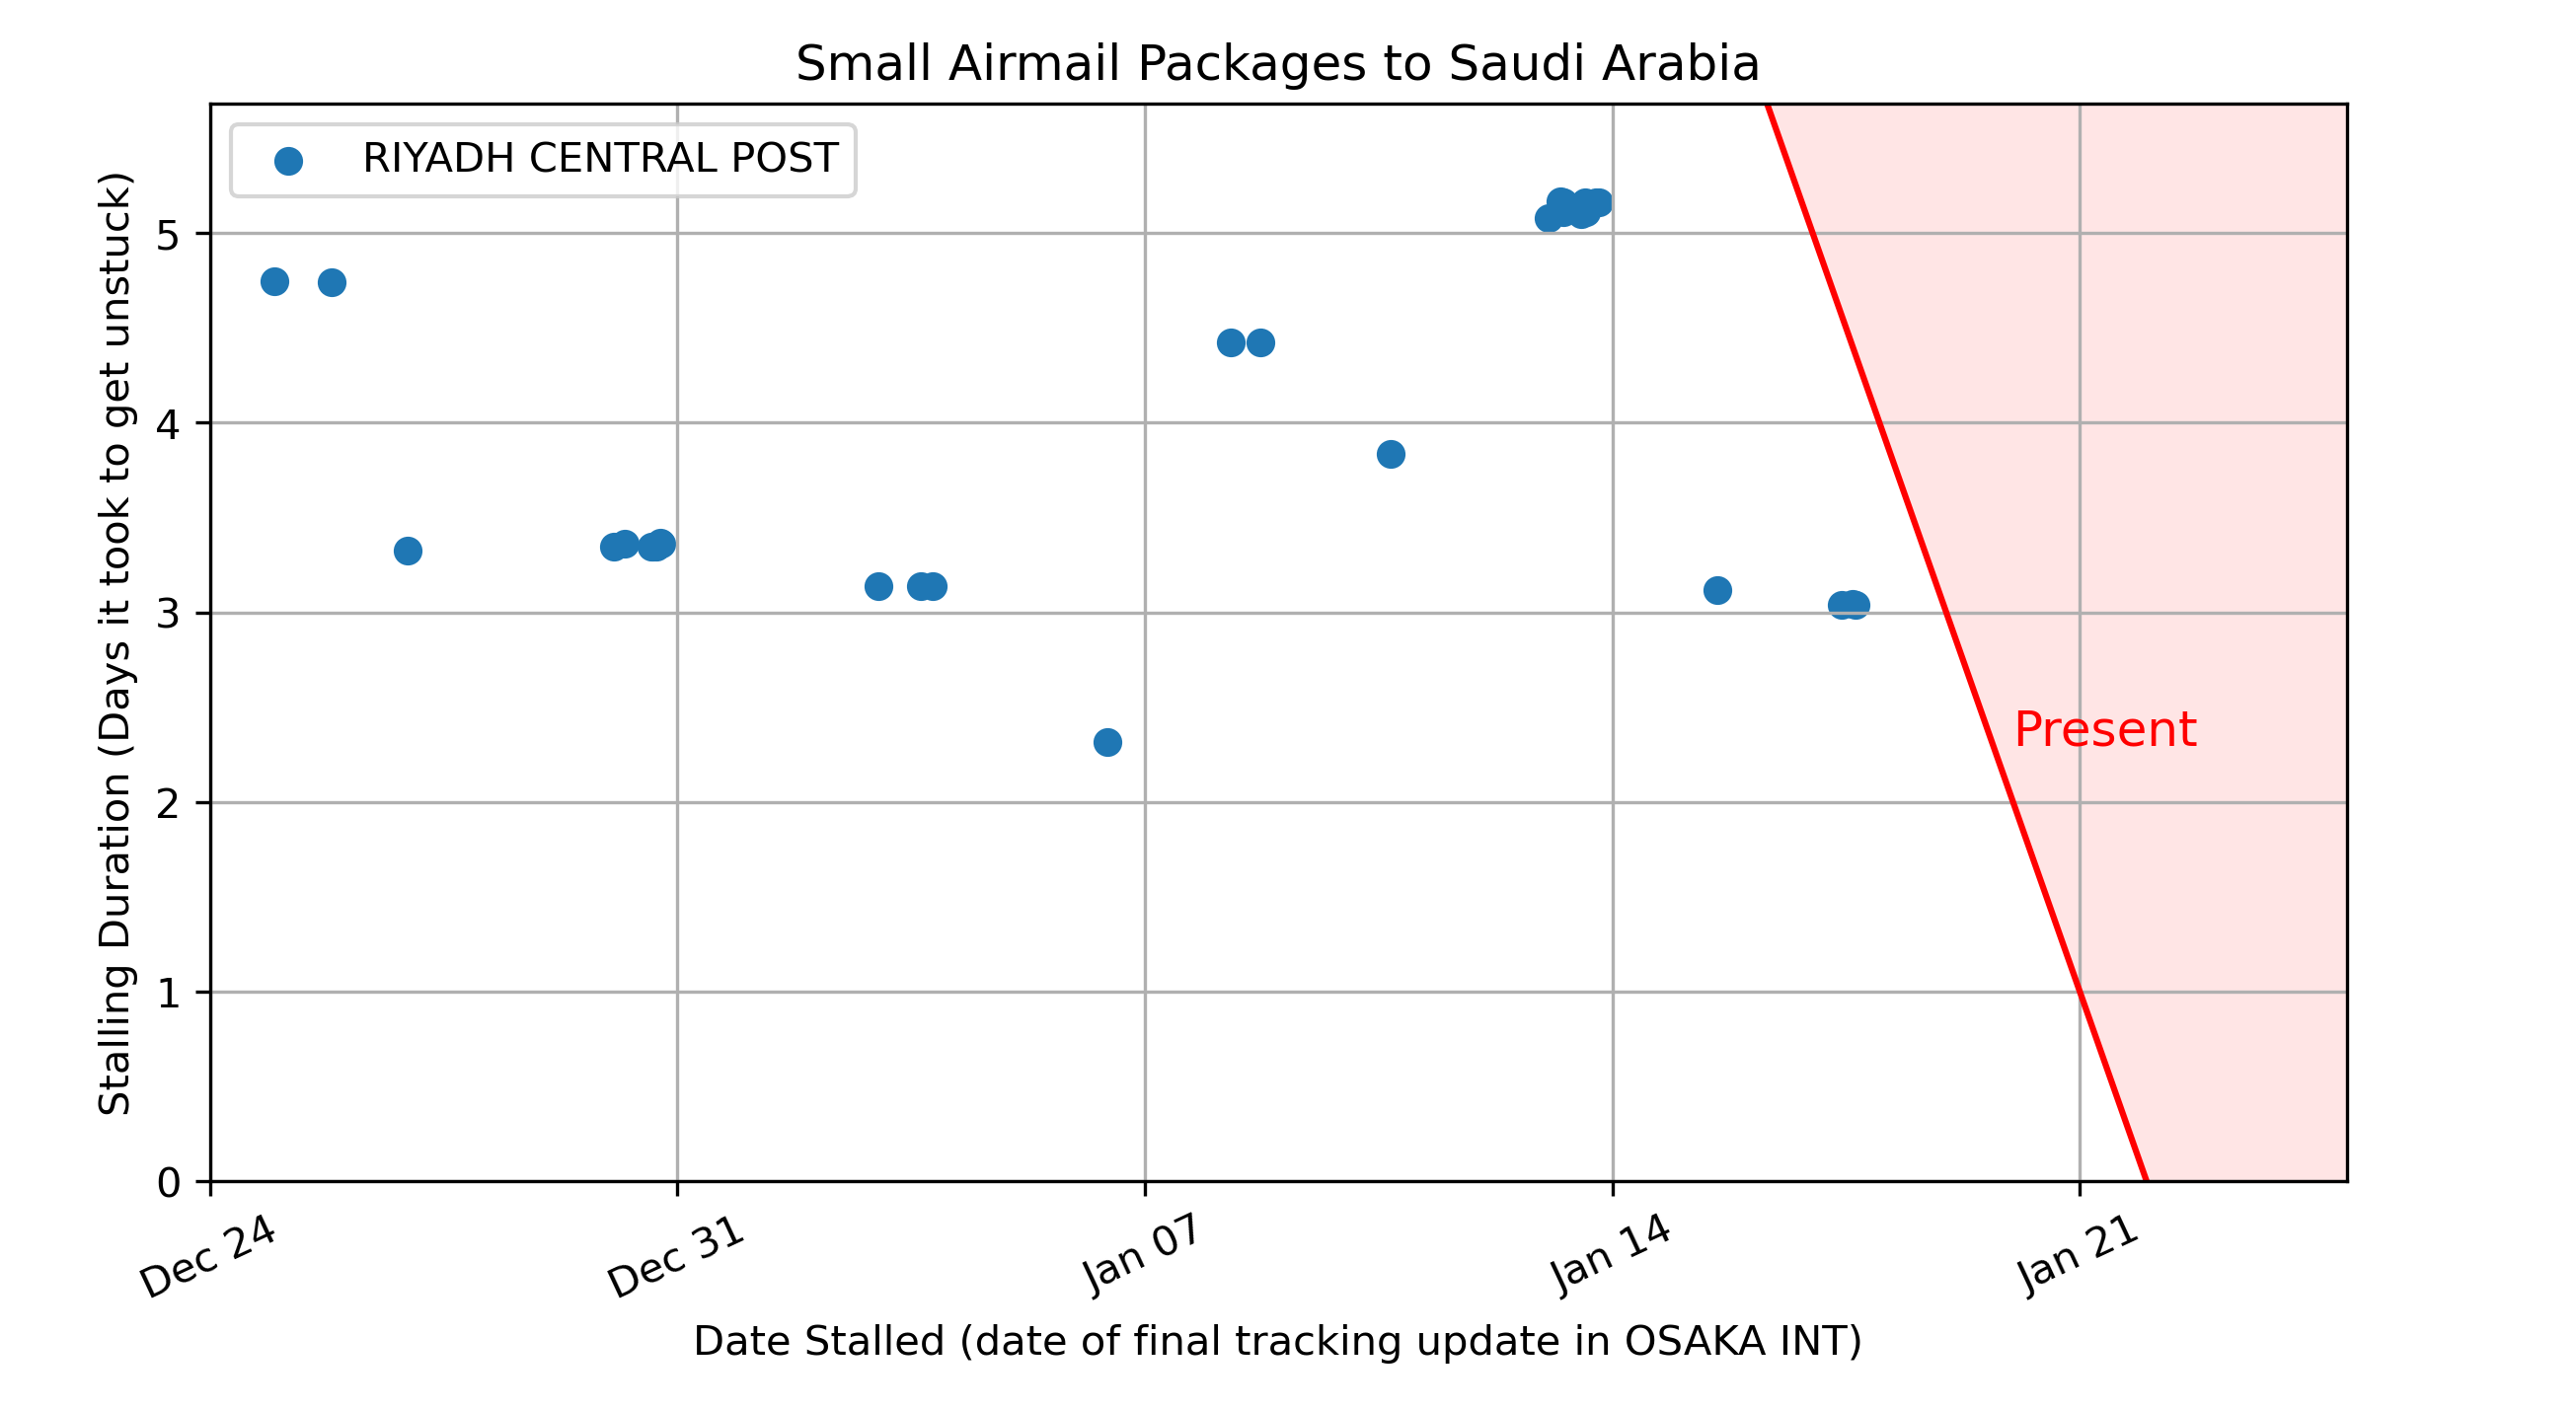 Small Airmail Packages to Saudi Arabia
RIYADH CENTRAL POST
Stalling Duration (Days it took to get unstuck)
5
4
3
2
1
0
Present
Dec 24
Dec 31
Jan 07
Jan 14
Jan 21
Date Stalled (date of final tracking update in OSAKA INT)